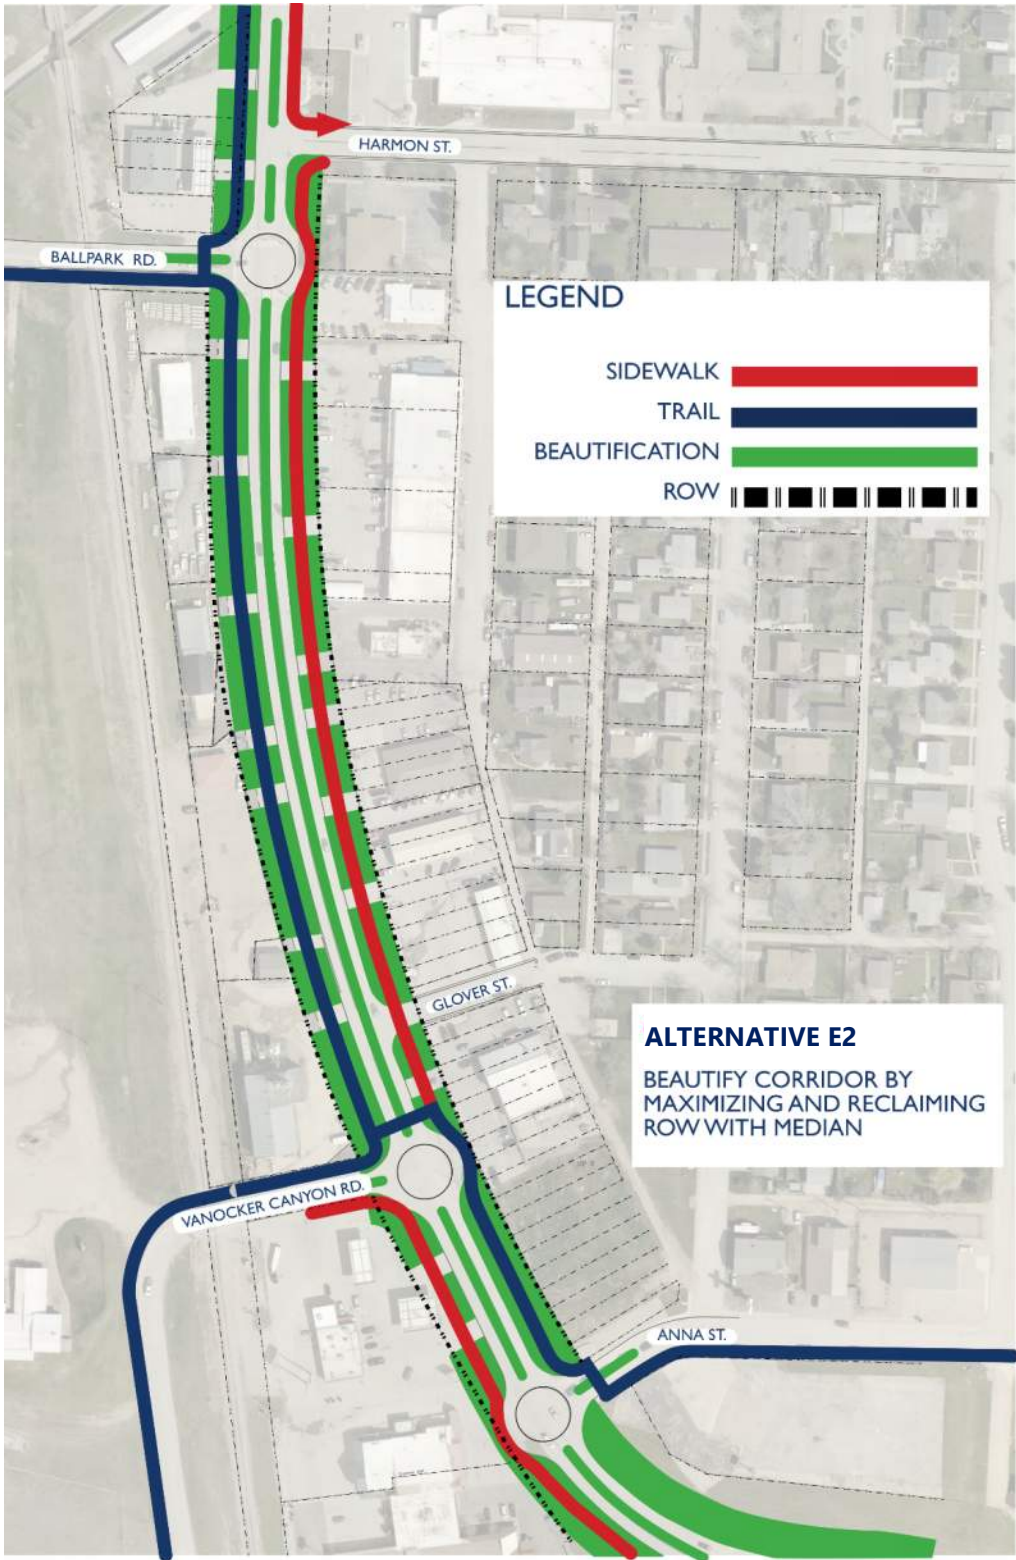 HARMON ST.
BALLPARK RD.
LEGEND
SIDEWALK
TRAIL
BEAUTIFICATION
ROW
GLOVER ST.
ALTERNATIVE E2
BEAUTIFY CORRIDOR BY
MAXIMIZING AND RECLAIMING
ROW WITH MEDIAN
VANOCKER CANYON RD.
ANNA ST.